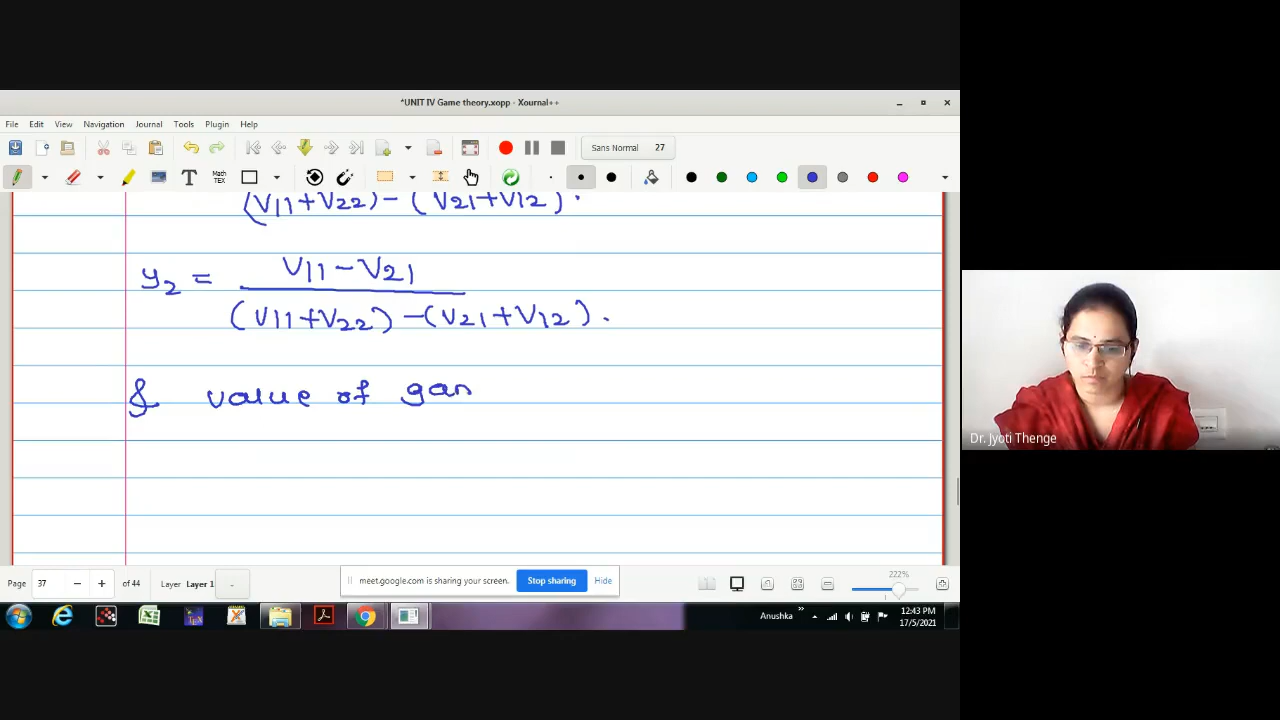 *UNIT IV Game theory.xopp - Xournal++
File Edit View Navigation Journal Tools Plugin Help
Sans Normal 27
T Math TEX
(V11+V22) - (V21+V12).
y2 = V11-V21
(V11+V22) -(V21+V12).
& value of gan
Dr. Jyoti Thenge
Page 37 of 44 Layer Layer 1
222%
meet.google.com is sharing your screen. Stop sharing Hide
Anushka
12:43 PM
17/5/2021